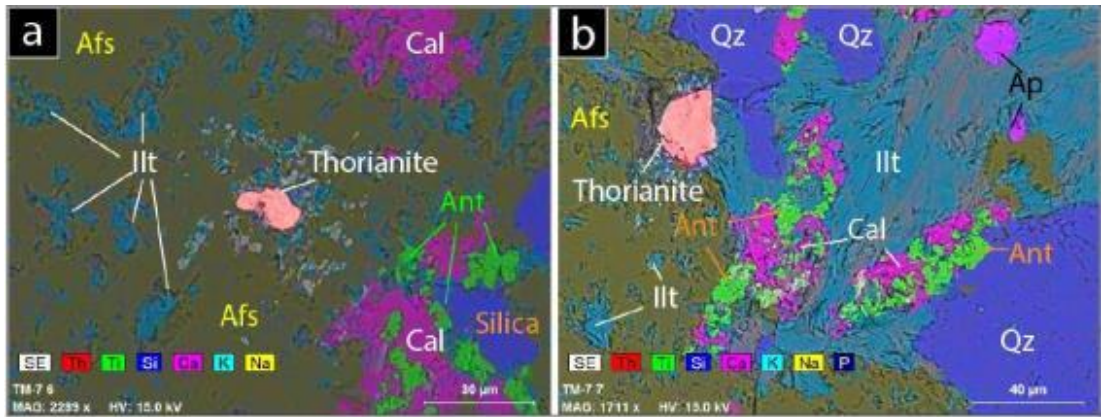 a
Afs
Cal
Ilt
Thorianite
Ant
Afs
Silica
Cal
SE Th Ti Si Ca K Na
TM-7 6
MAG: 2299 x HV: 15.0 kV
30 µm
b
Qz
Qz
Ap
Afs
Ilt
Thorianite
Ant
Cal
Ant
Ilt
Qz
SE Th Ti Si Ca K Na P
TM-7 7
MAG: 1711 x HV: 15.0 kV
40 µm